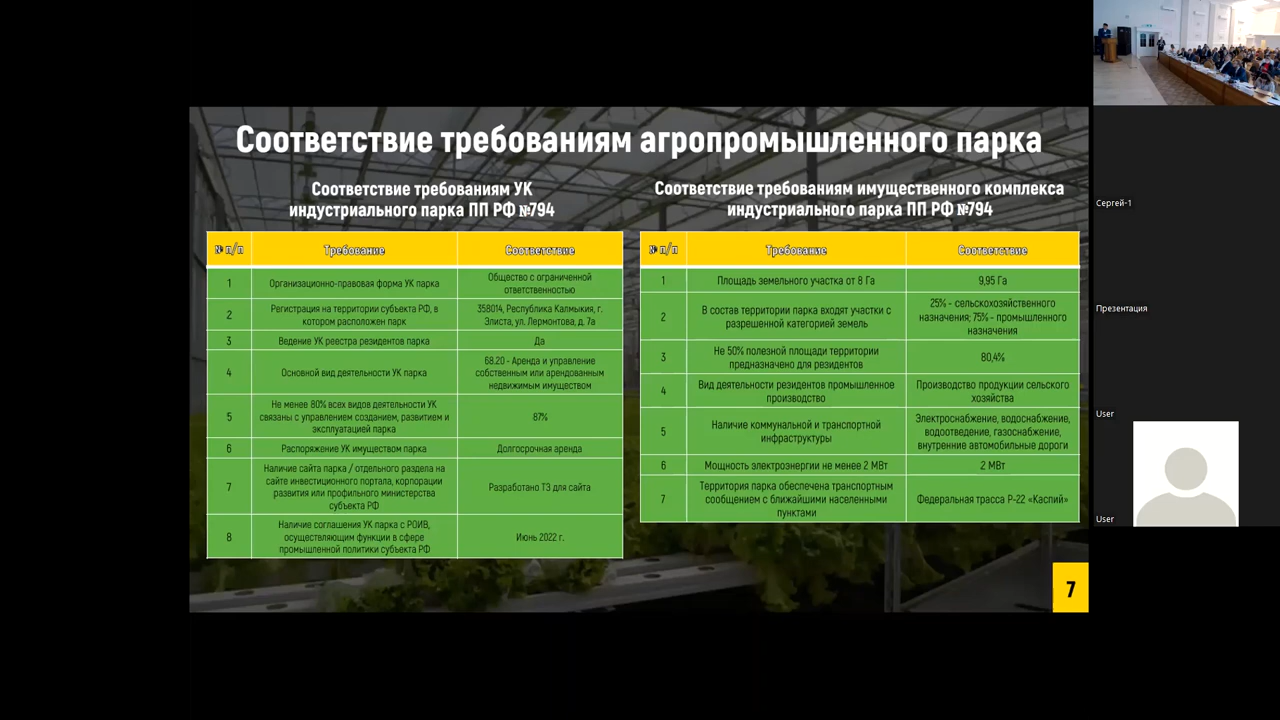 Соответствие требованиям агропромышленного парка
Соответствие требованиям УК
индустриального парка ПП РФ №794
№ п/п
Требование
Соответствие
1
Организационно-правовая форма УК парка
Общество с ограниченной
ответственностью
2
Регистрация на территории субъекта РФ, в
котором расположен парк
358014, Республика Калмыкия, г.
Элиста, ул. Лермонтова, д. 7а
3
Ведение УК реестра резидентов парка
Да
4
Основной вид деятельности УК парка
68.20 - Аренда и управление
собственным или арендованным
недвижимым имуществом
5
Не менее 80% всех видов деятельности УК
связаны с управлением созданием, развитием и
эксплуатацией парка
87%
6
Распоряжение УК имуществом парка
Долгосрочная аренда
7
Наличие сайта парка / отдельного раздела на
сайте инвестиционного портала, корпорации
развития или профильного министерства
субъекта РФ
Разработано ТЗ для сайта
8
Наличие соглашения УК парка с РОИВ,
осуществляющим функции в сфере
промышленной политики субъекта РФ
Июнь 2022 г.
Соответствие требованиям имущественного комплекса
индустриального парка ПП РФ №794
№ п/п
Требование
Соответствие
1
Площадь земельного участка от 8 Га
9,95 Га
2
В состав территории парка входят участки с
разрешенной категорией земель
25% - сельскохозяйственного
назначения; 75% - промышленного
назначения
3
Не 50% полезной площади территории
предназначено для резидентов
80,4%
4
Вид деятельности резидентов промышленное
производство
Производство продукции сельского
хозяйства
5
Наличие коммунальной и транспортной
инфраструктуры
Электроснабжение, водоснабжение,
водоотведение, газоснабжение,
внутренние автомобильные дороги
6
Мощность электроэнергии не менее 2 МВт
2 МВт
7
Территория парка обеспечена транспортным
сообщением с ближайшими населенными
пунктами
Федеральная трасса Р-22 «Каспий»
7
Сергей-1
Презентация
User
User